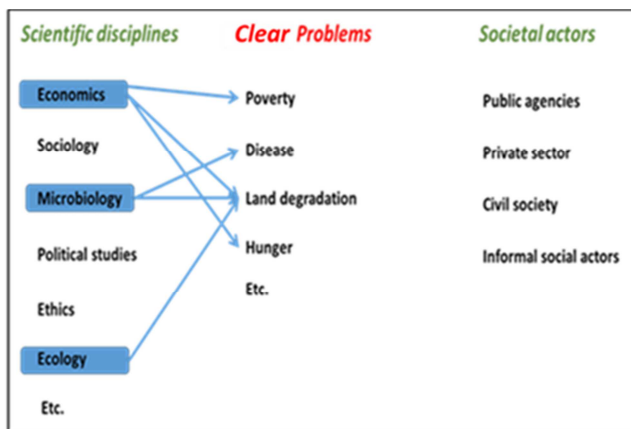 Scientific disciplines
Economics
Sociology
Microbiology
Political studies
Ethics
Ecology
Etc.
Clear Problems
Poverty
Disease
Land degradation
Hunger
Etc.
Societal actors
Public agencies
Private sector
Civil society
Informal social actors